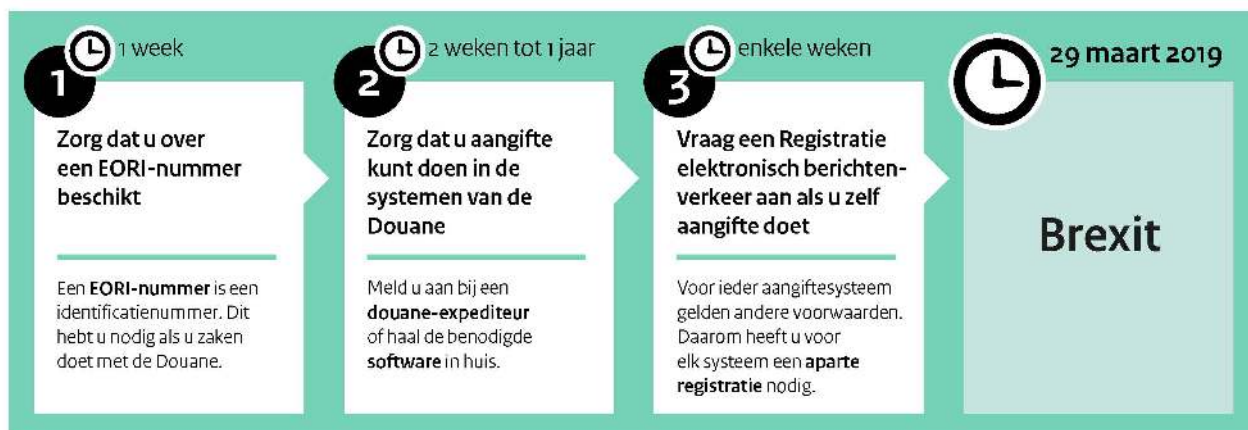 1
1 week
Zorg dat u over
een EORI-nummer
beschikt
Een EORI-nummer is een
identificatienummer. Dit
hebt u nodig als u zaken
doet met de Douane.
2
2 weken tot 1 jaar
Zorg dat u aangifte
kunt doen in de
systemen van de
Douane
Meld u aan bij een
douane-expediteur
of haal de benodigde
software in huis.
3
enkele weken
Vraag een Registratie
elektronisch berichten-
verkeer aan als u zelf
aangifte doet
Voor ieder aangiftesysteem
gelden andere voorwaarden.
Daarom heeft u voor
elk systeem een aparte
registratie nodig.
29 maart 2019
Brexit